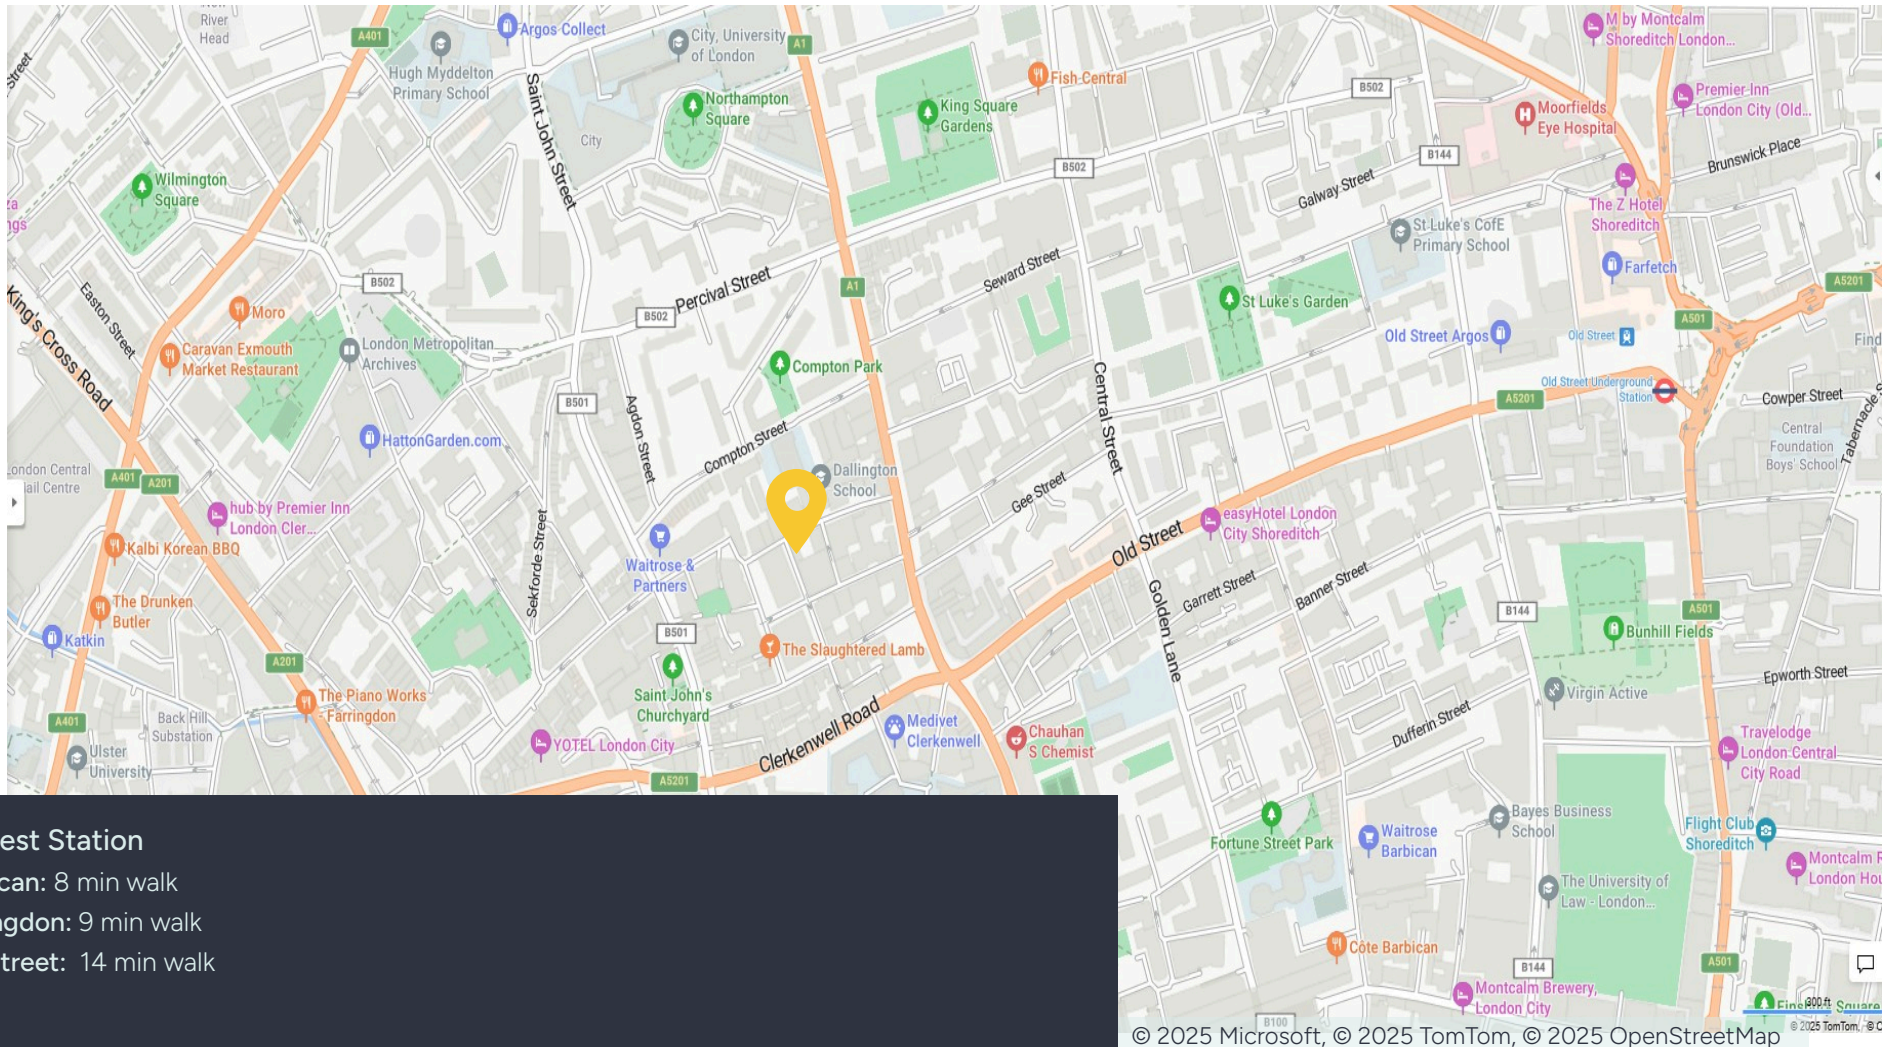 River
Head
A401
Argos Collect
City, University
of London
A1
Hugh Myddelton
Primary School
Northampton
Square
City
Saint John Street
Fish Central
King Square
Gardens
B502
M by Montcalm
Shoreditch London...
Premier Inn
London City (Old...
Moorfields
Eye Hospital
B144
Brunswick Place
Wilmington
Square
Street
B502
Galway Street
The Z Hotel
Shoreditch
St Luke's CofE
Primary School
Farfetch
B502
Percival Street
B502
A1
Seward Street
St Luke's Garden
A5201
A501
King's Cross Road
Easton Street
Moro
Caravan Exmouth
Market Restaurant
London Metropolitan
Archives
Compton Park
Old Street Argos
Old Street
Find
Old Street Underground
Station
A5201
Cowper Street
B501
Agdon Street
Compton Street
Central Street
HattonGarden.com
Central
Foundation
Boys' School
Tabernacle
London Central
ail Centre
A401
A201
Dallington
School
Gee Street
hub by Premier Inn
London Cler...
easyHotel London
City Shoreditch
Old Street
Kalbi Korean BBQ
Sekforde Street
Waitrose &
Partners
Golden Lane
Garrett Street
Banner Street
The Drunken
Butler
Katkin
B501
B144
A501
Bunhill Fields
A201
The Slaughtered Lamb
Epworth Street
The Piano Works
- Farringdon
Saint John's
Churchyard
Virgin Active
A401
Back Hill
Substation
Ulster
University
YOTEL London City
Clerkenwell Road
Medivet
Clerkenwell
Chauhan
S Chemist
Dufferin Street
Travelodge
London Central
City Road
A5201
Fortune Street Park
Waitrose
Barbican
Bayes Business
School
Flight Club
Shoreditch
Montcalm R
London Hou
The University of
Law - London...
Côte Barbican
B144
A501
Montcalm Brewery,
London City
B100
300 ft
Square
© 2025 TomTom, © O
est Station
can: 8 min walk
gdon: 9 min walk
treet: 14 min walk
© 2025 Microsoft, © 2025 TomTom, © 2025 OpenStreetMap